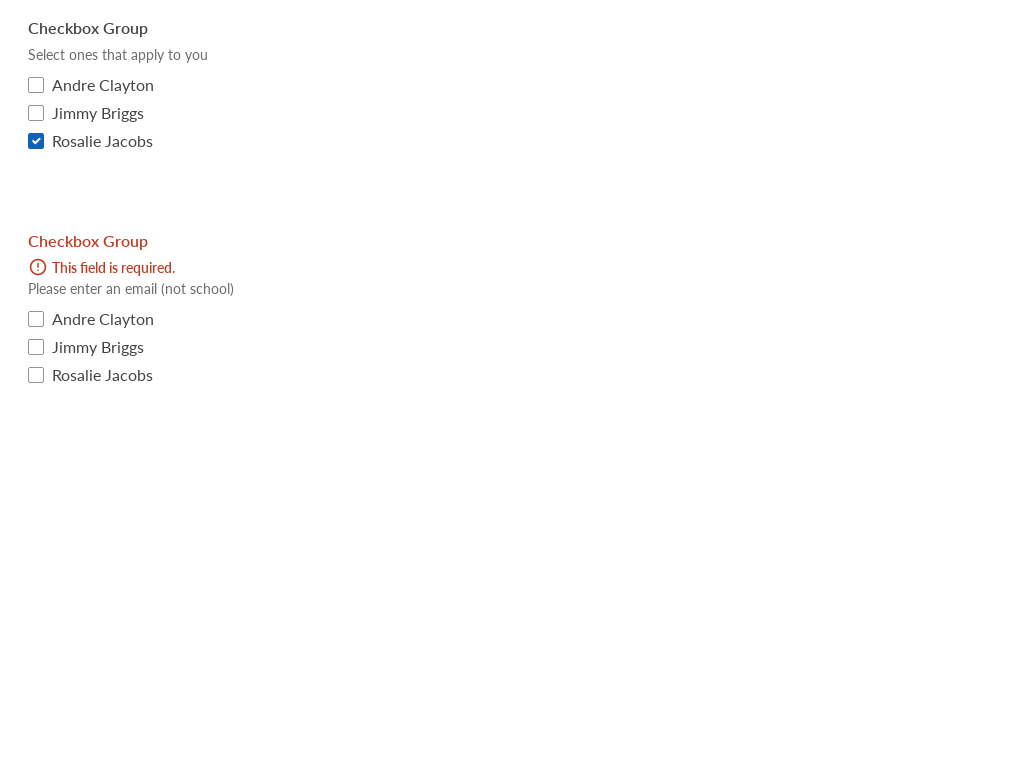 Checkbox Group
Select ones that apply to you
Andre Clayton
Jimmy Briggs
Rosalie Jacobs
Checkbox Group
This field is required.
Please enter an email (not school)
Andre Clayton
Jimmy Briggs
Rosalie Jacobs